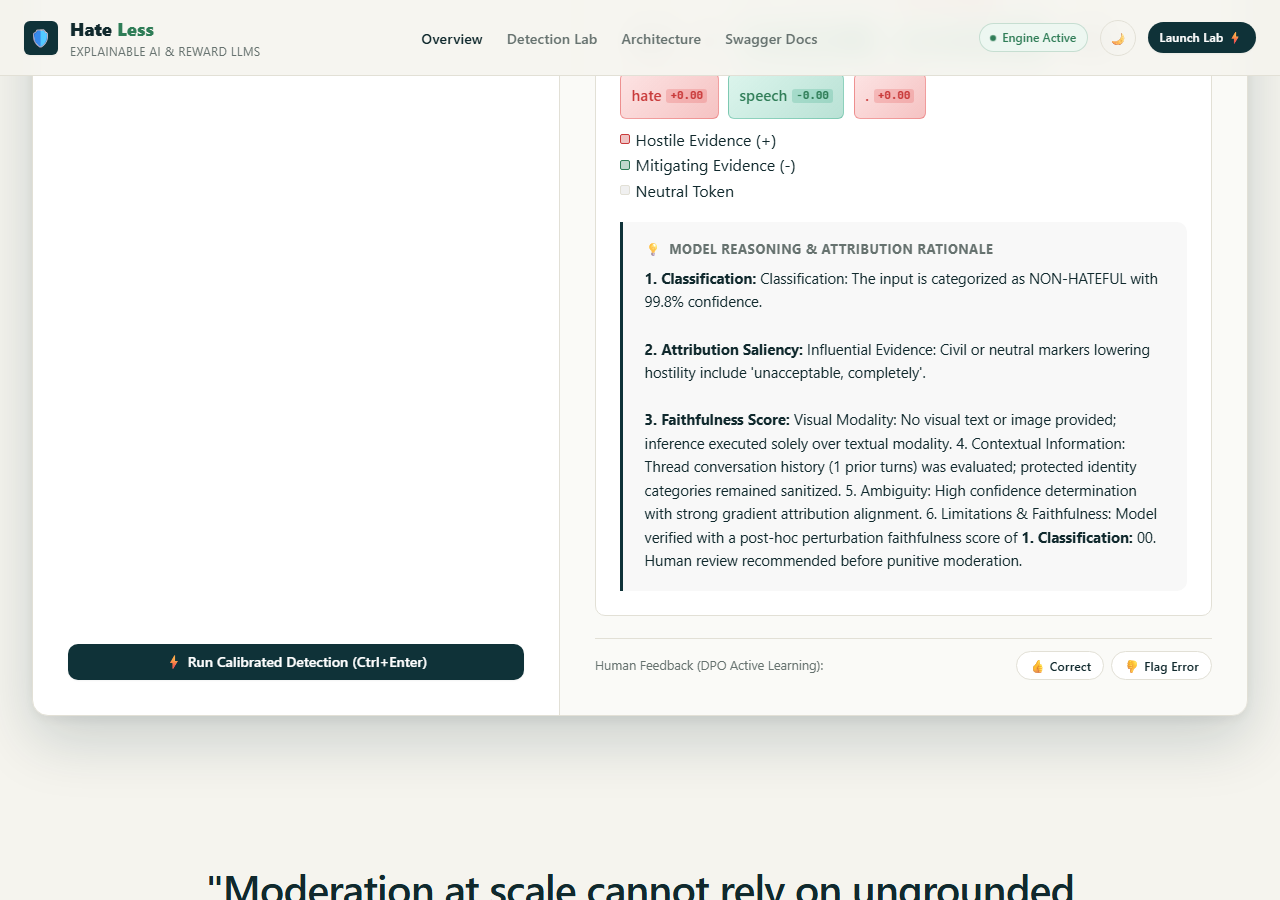 Hate Less
EXPLAINABLE AI & REWARD LLMS
Overview
Detection Lab
Architecture
Swagger Docs
Engine Active
Launch Lab
hate +0.00
speech -0.00
. +0.00
Hostile Evidence (+)
Mitigating Evidence (-)
Neutral Token
MODEL REASONING & ATTRIBUTION RATIONALE
1. Classification: Classification: The input is categorized as NON-HATEFUL with
99.8% confidence.
2. Attribution Saliency: Influential Evidence: Civil or neutral markers lowering
hostility include 'unacceptable, completely'.
3. Faithfulness Score: Visual Modality: No visual text or image provided;
inference executed solely over textual modality. 4. Contextual Information:
Thread conversation history (1 prior turns) was evaluated; protected identity
categories remained sanitized. 5. Ambiguity: High confidence determination
with strong gradient attribution alignment. 6. Limitations & Faithfulness: Model
verified with a post-hoc perturbation faithfulness score of 1. Classification: 00.
Human review recommended before punitive moderation.
Run Calibrated Detection (Ctrl+Enter)
Human Feedback (DPO Active Learning):
Correct
Flag Error
"Moderation at scale cannot rely on ungrounded